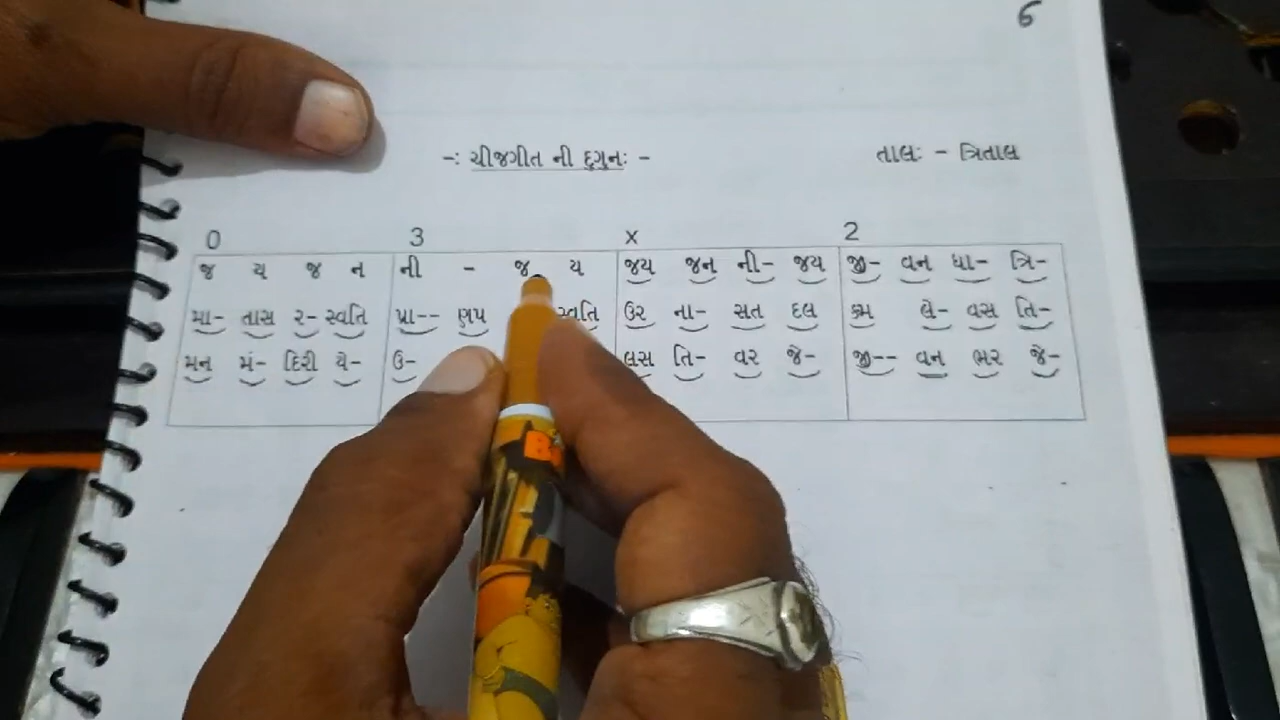 6
-: ચીજગીત ની દુગુનઃ - તાલઃ - ત્રિતાલ
0 3 x 2
જ ય જ ન ની - જ ય જય જન ની- જય જી- વન ધા- ત્રિ-
મા- તાસ ર- સ્વતિ પ્રા-- ણપ સ્વતિ ઉર ના- સત દલ કમ લે- વસ તિ-
મન મં- દિરી યે- ઉ- લસ તિ- વર જે- જી-- વન ભર જે-